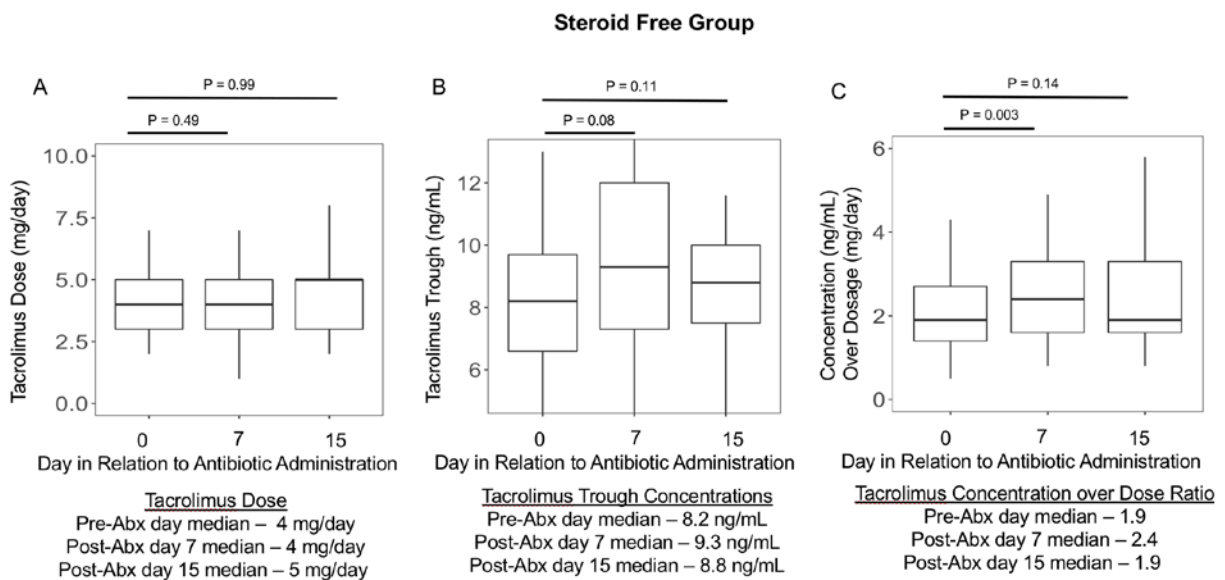 Steroid Free Group
A
P = 0.99
P = 0.49
Tacrolimus Dose (mg/day)
10.0
7.5
5.0
2.5
0.0
0 7 15
Day in Relation to Antibiotic Administration
Tacrolimus Dose
Pre-Abx day median – 4 mg/day
Post-Abx day 7 median – 4 mg/day
Post-Abx day 15 median – 5 mg/day
B
P = 0.11
P = 0.08
Tacrolimus Trough (ng/mL)
12
10
8
6
0 7 15
Day in Relation to Antibiotic Administration
Tacrolimus Trough Concentrations
Pre-Abx day median – 8.2 ng/mL
Post-Abx day 7 median – 9.3 ng/mL
Post-Abx day 15 median – 8.8 ng/mL
C
P = 0.14
P = 0.003
Concentration (ng/mL)
Over Dosage (mg/day)
6
4
2
0
0 7 15
Day in Relation to Antibiotic Administration
Tacrolimus Concentration over Dose Ratio
Pre-Abx day median – 1.9
Post-Abx day 7 median – 2.4
Post-Abx day 15 median – 1.9